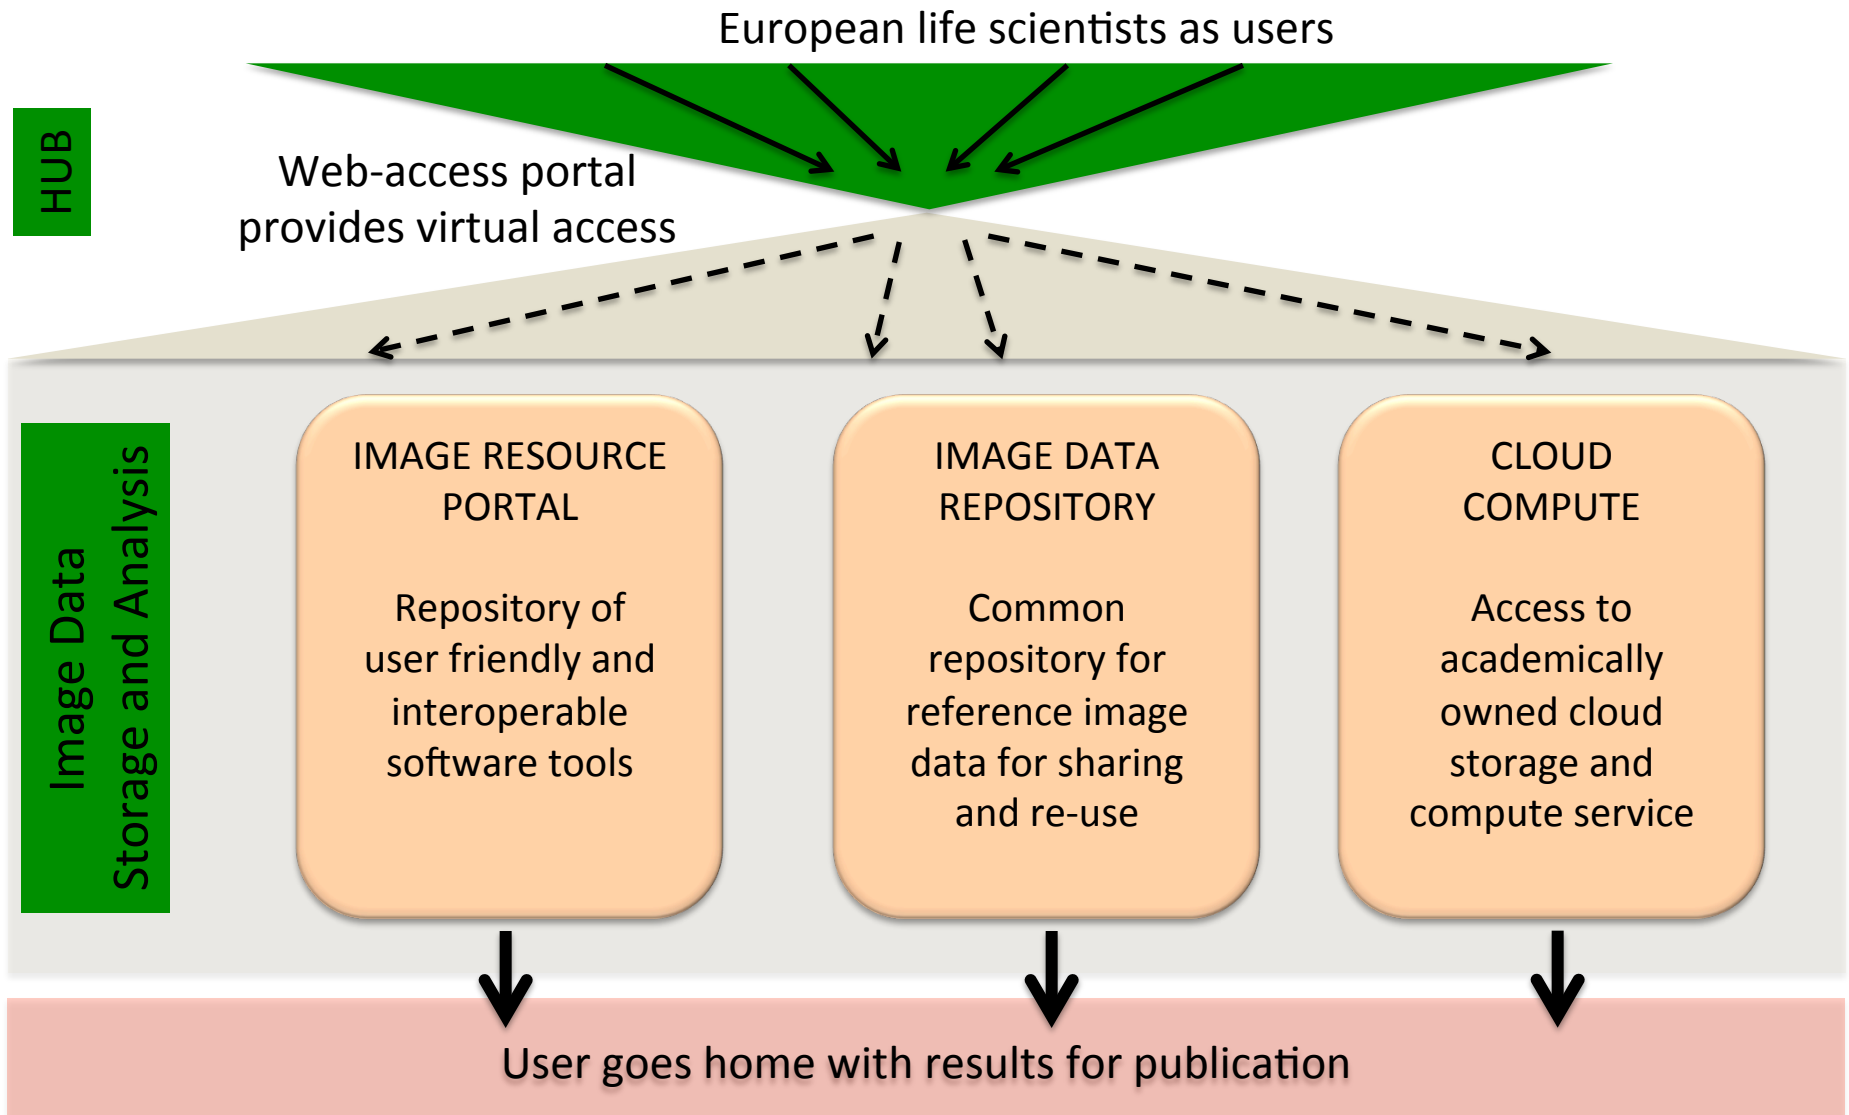 European life scientists as users
HUB
Web-access portal
provides virtual access
Image Data
Storage and Analysis
IMAGE RESOURCE
PORTAL
Repository of
user friendly and
interoperable
software tools
IMAGE DATA
REPOSITORY
Common
repository for
reference image
data for sharing
and re-use
CLOUD
COMPUTE
Access to
academically
owned cloud
storage and
compute service
User goes home with results for publication